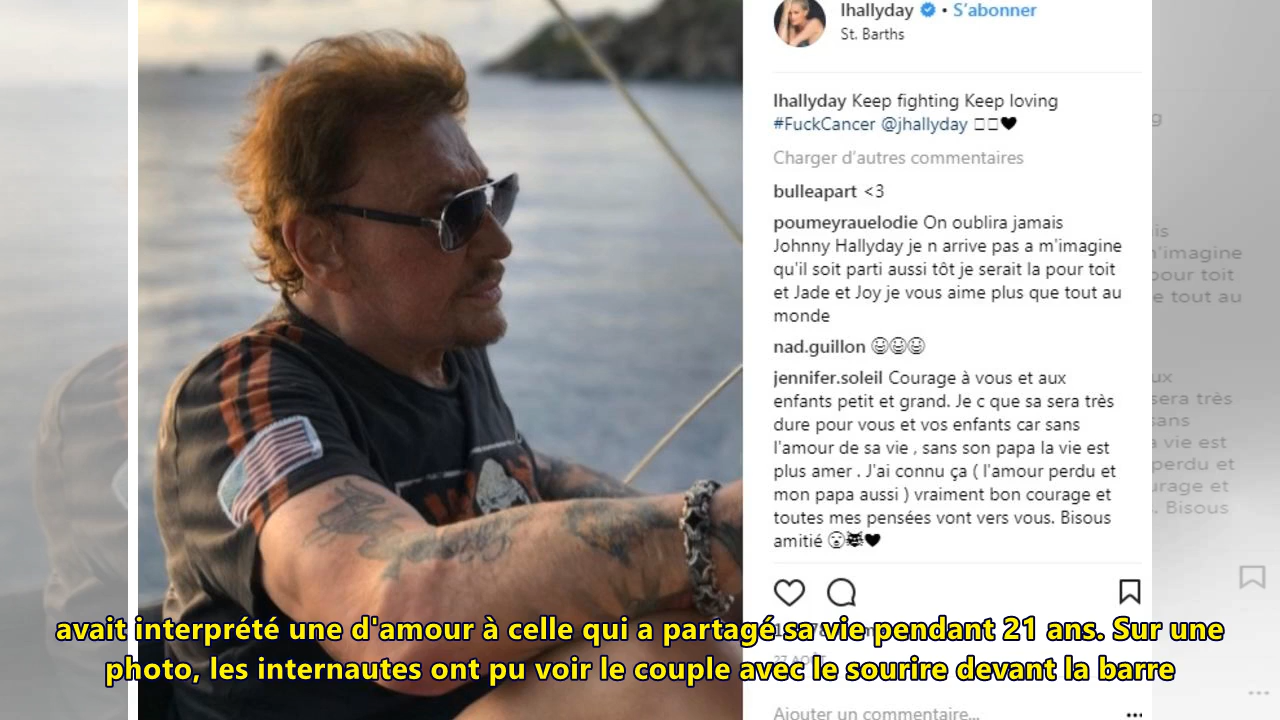 lhallyday • S'abonner
St. Barths
lhallyday Keep fighting Keep loving
#FuckCancer @jhallyday 🖤
Charger d'autres commentaires
bulleapart <3
poumeyrauelodie On oublira jamais
Johnny Hallyday je n arrive pas a m'imagine
qu'il soit parti aussi tôt je serait la pour toit
et Jade et Joy je vous aime plus que tout au
monde
nad.guillon
jennifer.soleil Courage à vous et aux
enfants petit et grand. Je c que sa sera très
dure pour vous et vos enfants car sans
l'amour de sa vie , sans son papa la vie est
plus amer . J'ai connu ça ( l'amour perdu et
mon papa aussi ) vraiment bon courage et
toutes mes pensées vont vers vous. Bisous
amitié
avait interprété une d'amour à celle qui a partagé sa vie pendant 21 ans. Sur une
photo, les internautes ont pu voir le couple avec le sourire devant la barre
27 AOÛT
Ajouter un commentaire...